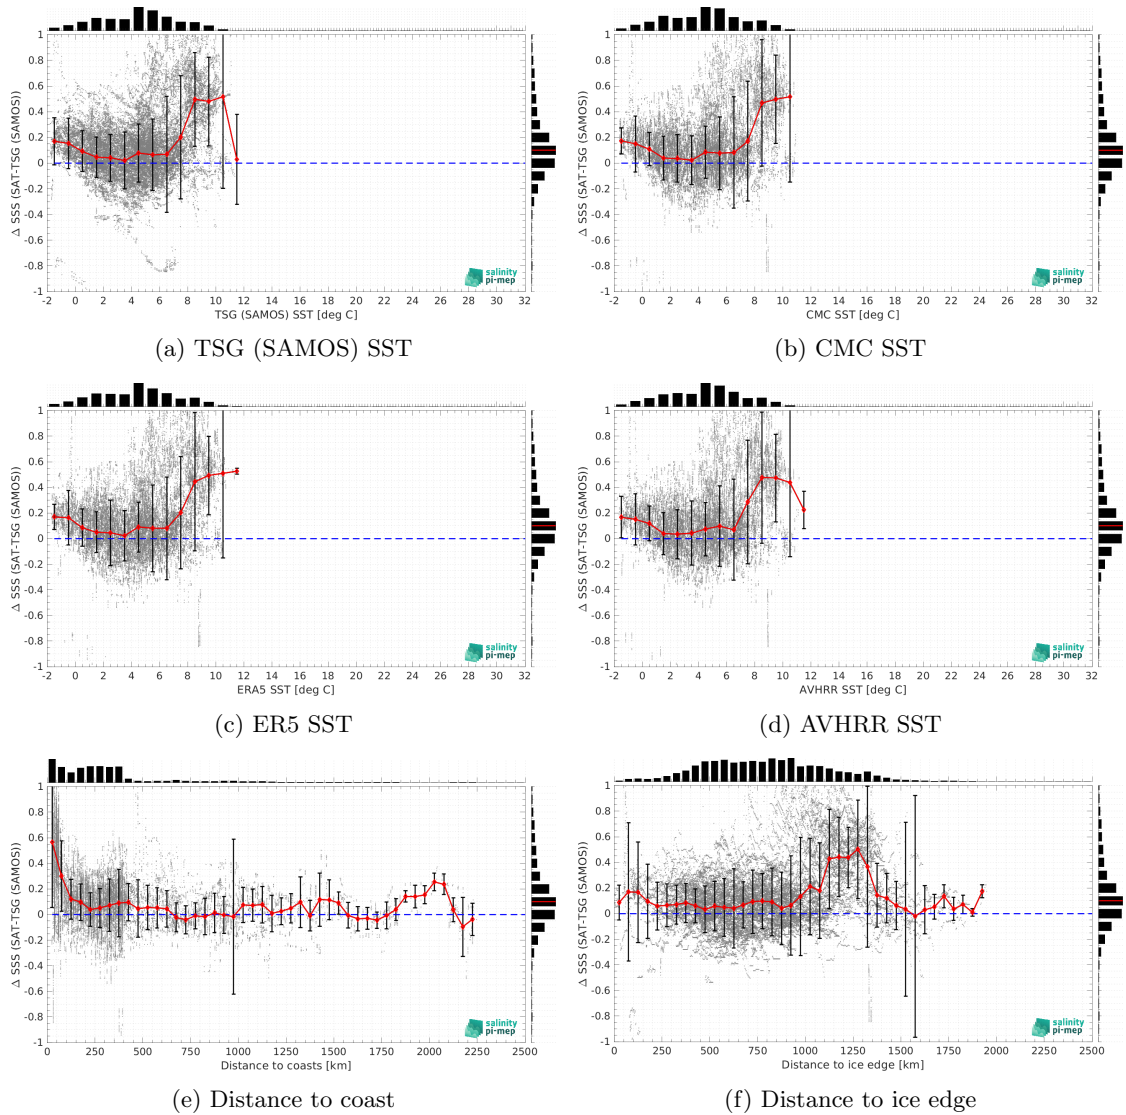 1
0.8
0.6
0.4
0.2
0
-0.2
-0.4
-0.6
-0.8
-1
Δ SSS (SAT-TSG (SAMOS))
salinity
pi-mep
-2 0 2 4 6 8 10 12 14 16 18 20 22 24 26 28 30 32
TSG (SAMOS) SST [deg C]
(a) TSG (SAMOS) SST
1
0.8
0.6
0.4
0.2
0
-0.2
-0.4
-0.6
-0.8
-1
Δ SSS (SAT-TSG (SAMOS))
salinity
pi-mep
-2 0 2 4 6 8 10 12 14 16 18 20 22 24 26 28 30 32
CMC SST [deg C]
(b) CMC SST
1
0.8
0.6
0.4
0.2
0
-0.2
-0.4
-0.6
-0.8
-1
Δ SSS (SAT-TSG (SAMOS))
salinity
pi-mep
-2 0 2 4 6 8 10 12 14 16 18 20 22 24 26 28 30 32
ERA5 SST [deg C]
(c) ER5 SST
1
0.8
0.6
0.4
0.2
0
-0.2
-0.4
-0.6
-0.8
-1
Δ SSS (SAT-TSG (SAMOS))
salinity
pi-mep
-2 0 2 4 6 8 10 12 14 16 18 20 22 24 26 28 30 32
AVHRR SST [deg C]
(d) AVHRR SST
1
0.8
0.6
0.4
0.2
0
-0.2
-0.4
-0.6
-0.8
-1
Δ SSS (SAT-TSG (SAMOS))
salinity
pi-mep
0 250 500 750 1000 1250 1500 1750 2000 2250 2500
Distance to coasts [km]
(e) Distance to coast
1
0.8
0.6
0.4
0.2
0
-0.2
-0.4
-0.6
-0.8
-1
Δ SSS (SAT-TSG (SAMOS))
salinity
pi-mep
0 250 500 750 1000 1250 1500 1750 2000 2250 2500
Distance to ice edge [km]
(f) Distance to ice edge